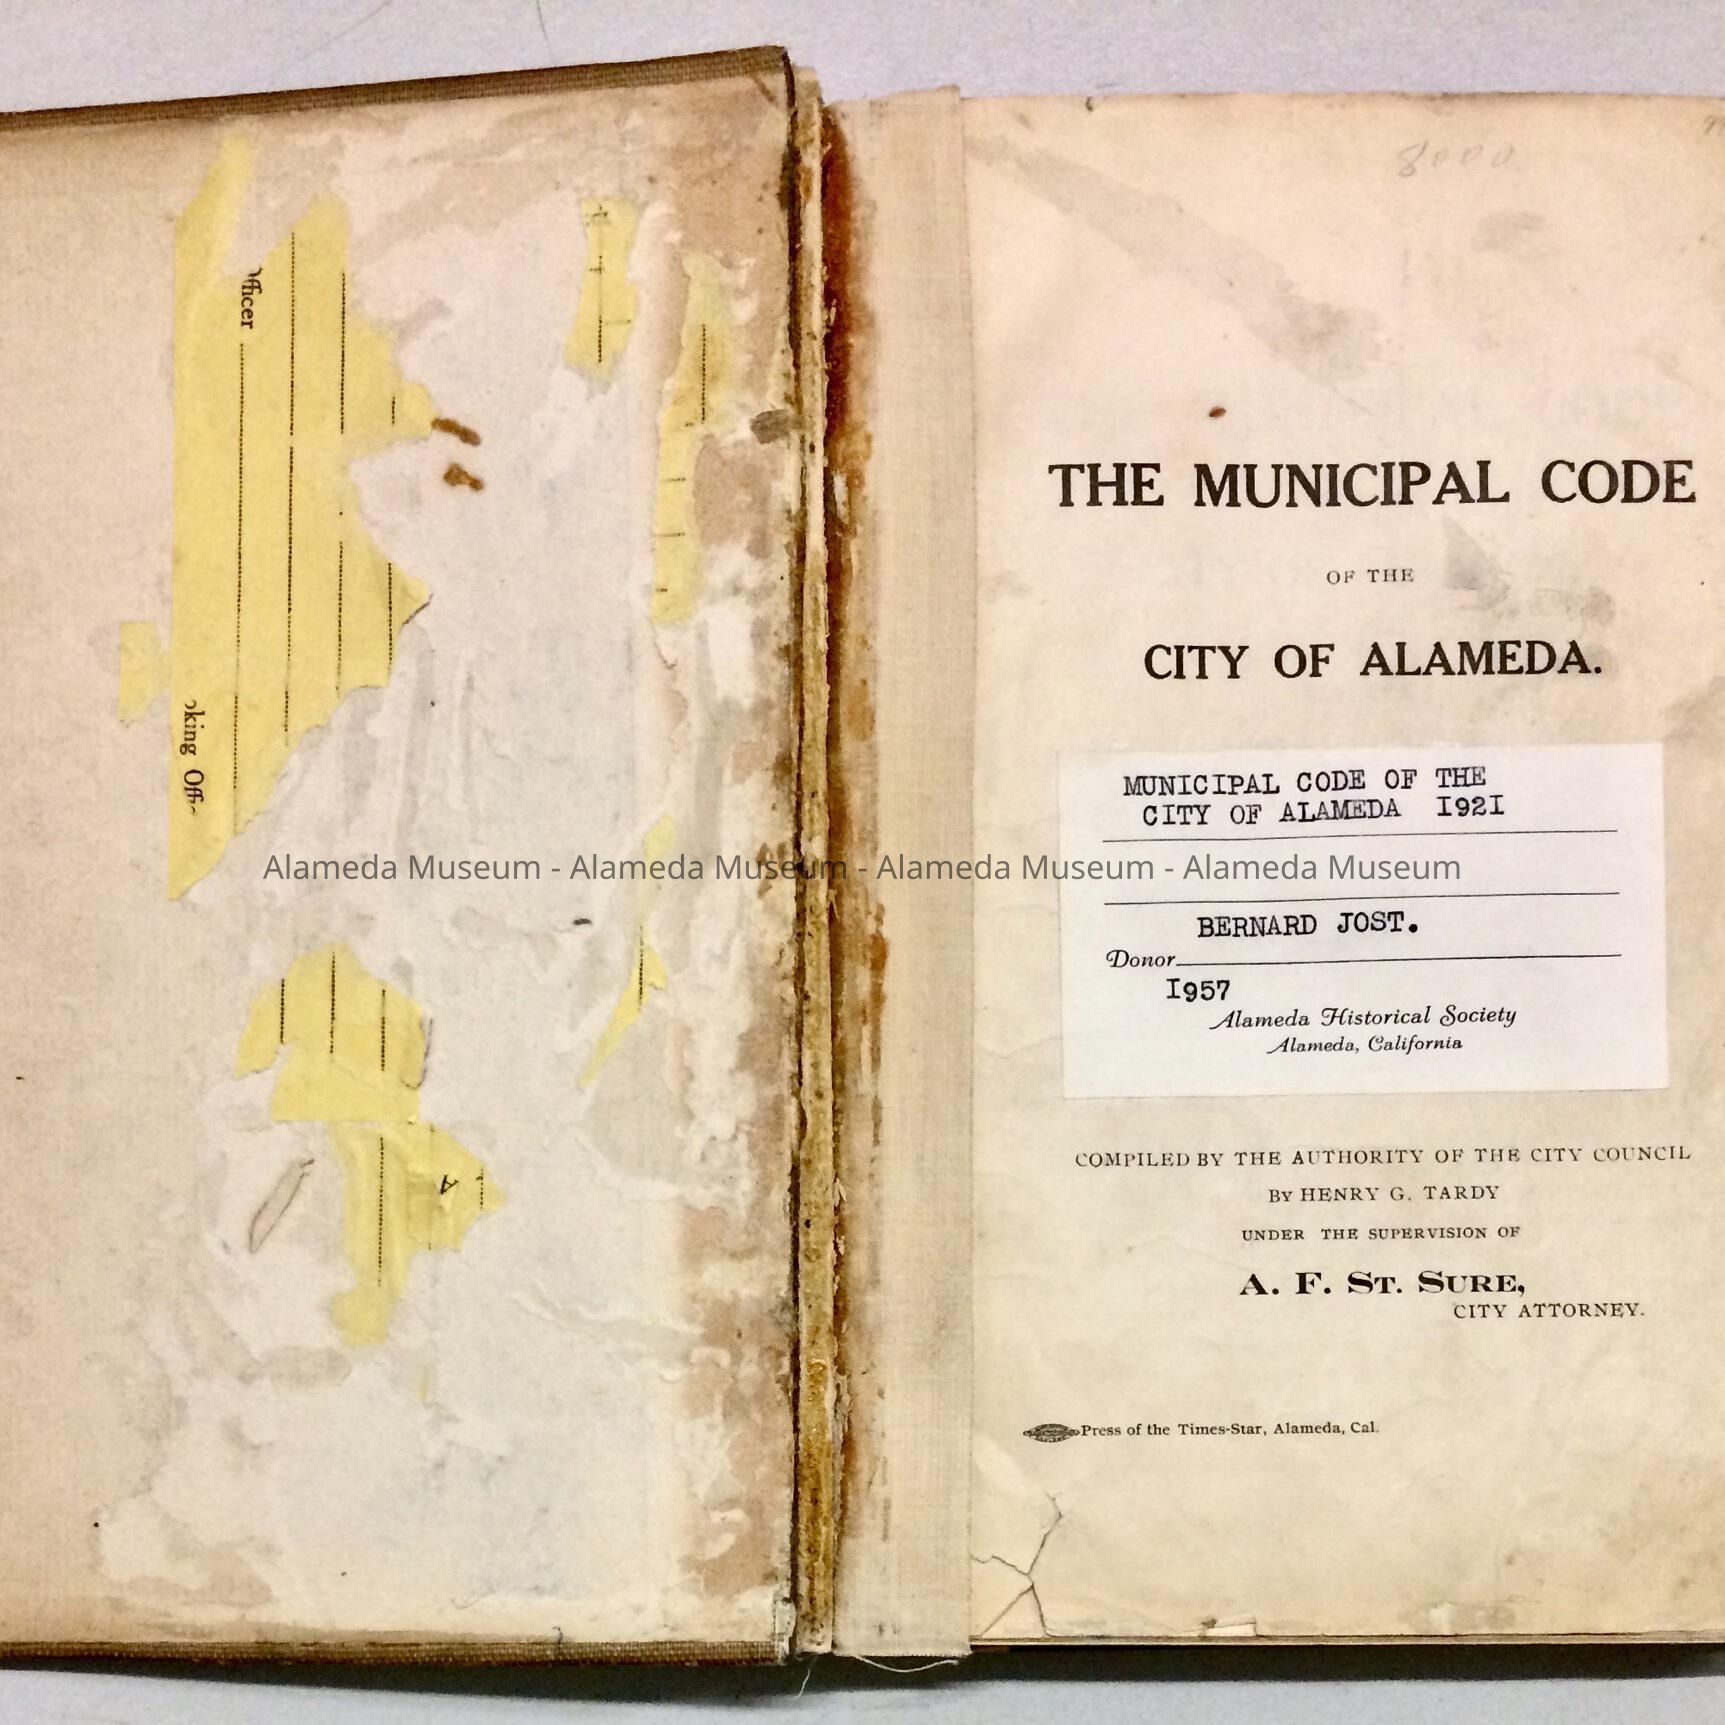 fficer
king Off
A
8000
THE MUNICIPAL CODE
OF THE
CITY OF ALAMEDA.
MUNICIPAL CODE OF THE
CITY OF ALAMEDA 1921
Alameda Museum - Alameda Museum - Alameda Museum - Alameda Museum
BERNARD JOST.
Donor
1957
Alameda Historical Society
Alameda, California
COMPILED BY THE AUTHORITY OF THE CITY COUNCIL
BY HENRY G. TARDY
UNDER THE SUPERVISION OF
A. F. ST. SURE,
CITY ATTORNEY.
Press of the Times-Star, Alameda, Cal.